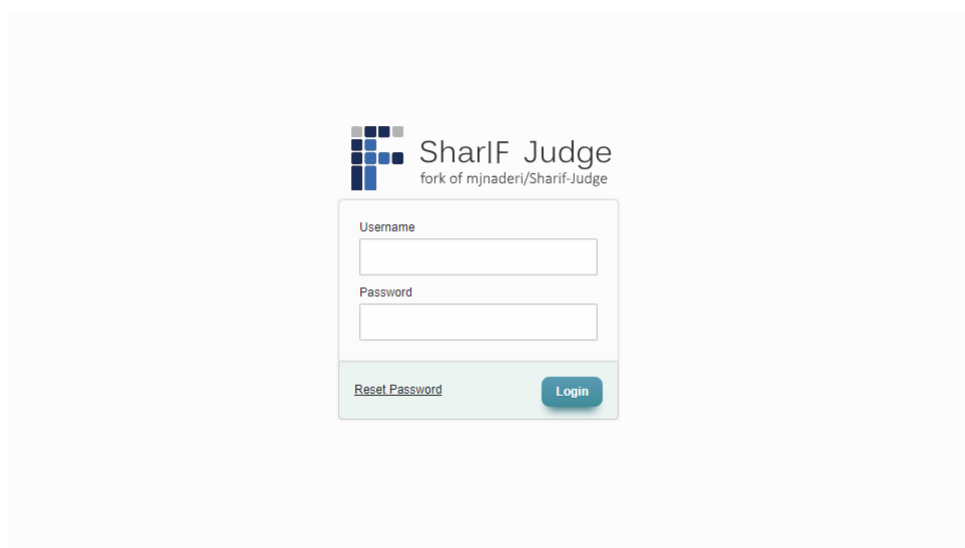 SharIF Judge
fork of mjnaderi/Sharif-Judge
Username
Password
Reset Password
Login